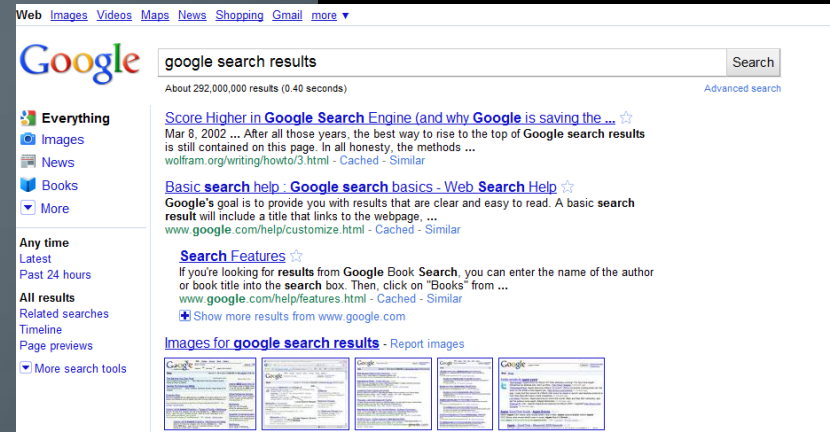 Web Images Videos Maps News Shopping Gmail more ▼
Google
google search results
Search
About 292,000,000 results (0.40 seconds)
Advanced search
Everything
Images
News
Books
More
Any time
Latest
Past 24 hours
All results
Related searches
Timeline
Page previews
More search tools
Score Higher in Google Search Engine (and why Google is saving the ...
Mar 8, 2002 ... After all those years, the best way to rise to the top of Google search results
is still contained on this page. In all honesty, the methods ...
wolfram.org/writing/howto/3.html - Cached - Similar
Basic search help : Google search basics - Web Search Help
Google's goal is to provide you with results that are clear and easy to read. A basic search
result will include a title that links to the webpage, ...
www.google.com/help/customize.html - Cached - Similar
Search Features
If you're looking for results from Google Book Search, you can enter the name of the author
or book title into the search box. Then, click on "Books" from ...
www.google.com/help/features.html - Cached - Similar
Show more results from www.google.com
Images for google search results - Report images